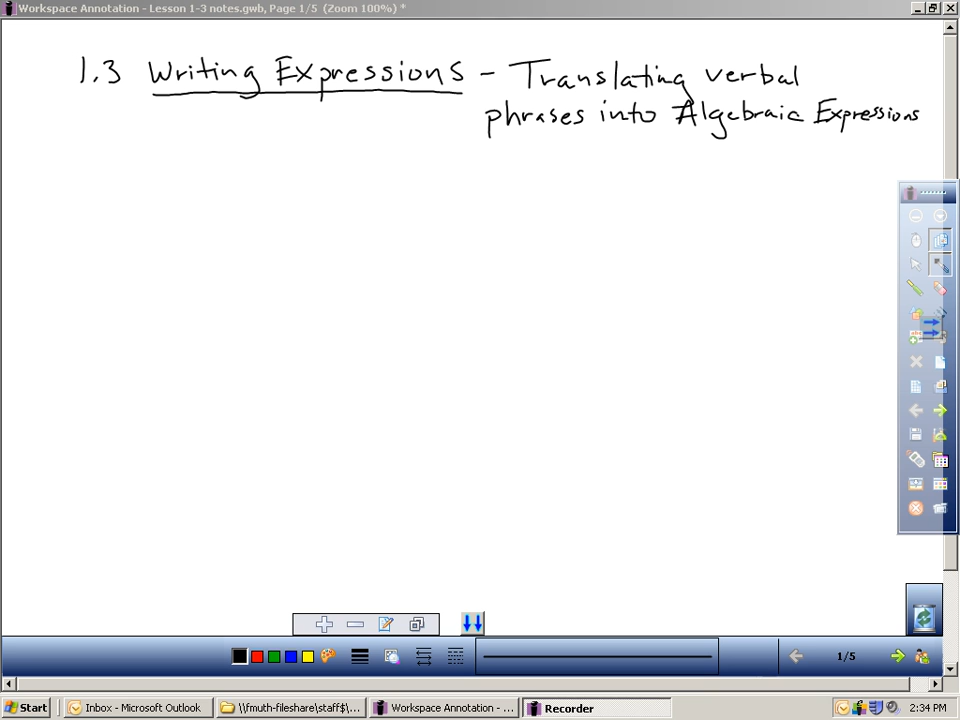 Workspace Annotation - Lesson 1-3 notes.gwb, Page 1/5 (Zoom 100%) *
1.3 Writing Expressions - Translating verbal
phrases into Algebraic Expressions
1/5
Start
Inbox - Microsoft Outlook
\\fmuth-fileshare\staff$\...
Workspace Annotation - ...
Recorder
2:34 PM